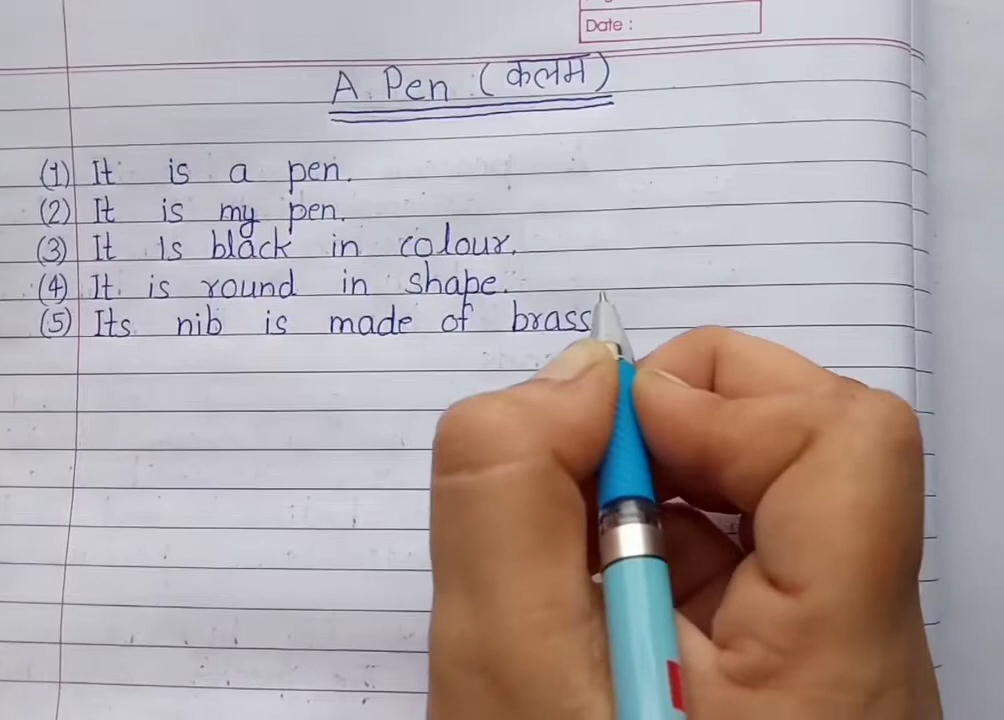 Date :
A Pen (कलम)
(1) It is a pen.
(2) It is my pen.
(3) It is black in colour.
(4) It is round in shape.
(5) Its nib is made of brass